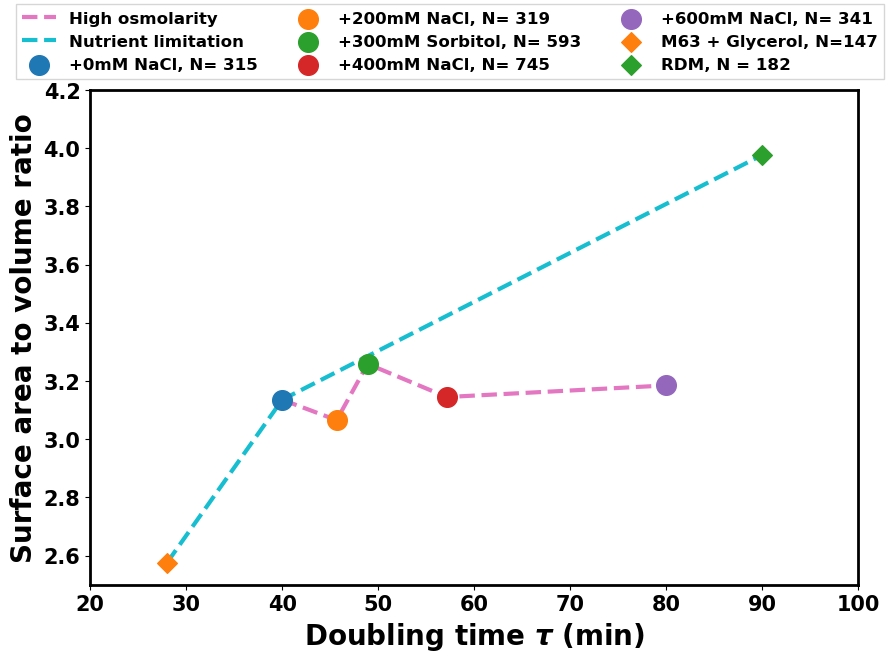 High osmolarity
Nutrient limitation
+0mM NaCl, N= 315
+200mM NaCl, N= 319
+300mM Sorbitol, N= 593
+400mM NaCl, N= 745
+600mM NaCl, N= 341
M63 + Glycerol, N=147
RDM, N = 182
Surface area to volume ratio
4.2
4.0
3.8
3.6
3.4
3.2
3.0
2.8
2.6
20 30 40 50 60 70 80 90 100
Doubling time τ (min)